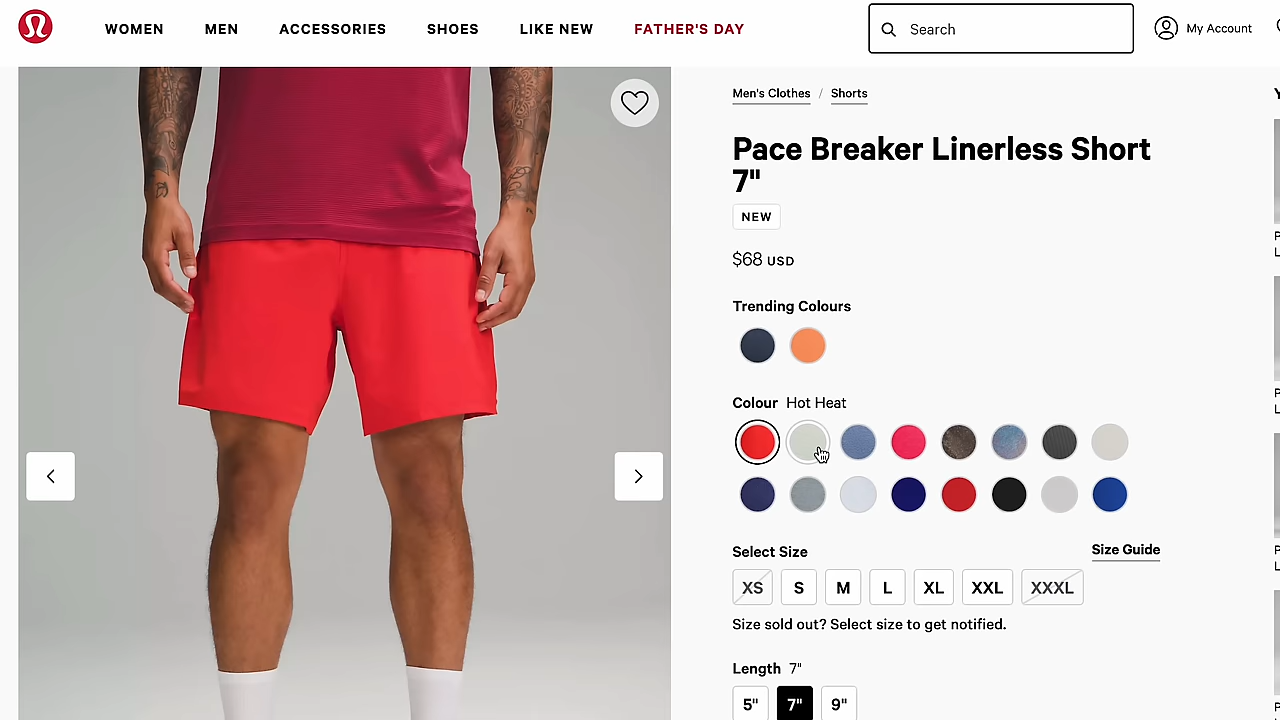 WOMEN MEN ACCESSORIES SHOES LIKE NEW FATHER'S DAY Search My Account
Men's Clothes / Shorts
Pace Breaker Linerless Short
7"
NEW
$68 USD
Trending Colours
Colour Hot Heat
Select Size Size Guide
XS S M L XL XXL XXXL
Size sold out? Select size to get notified.
Length 7"
5" 7" 9"